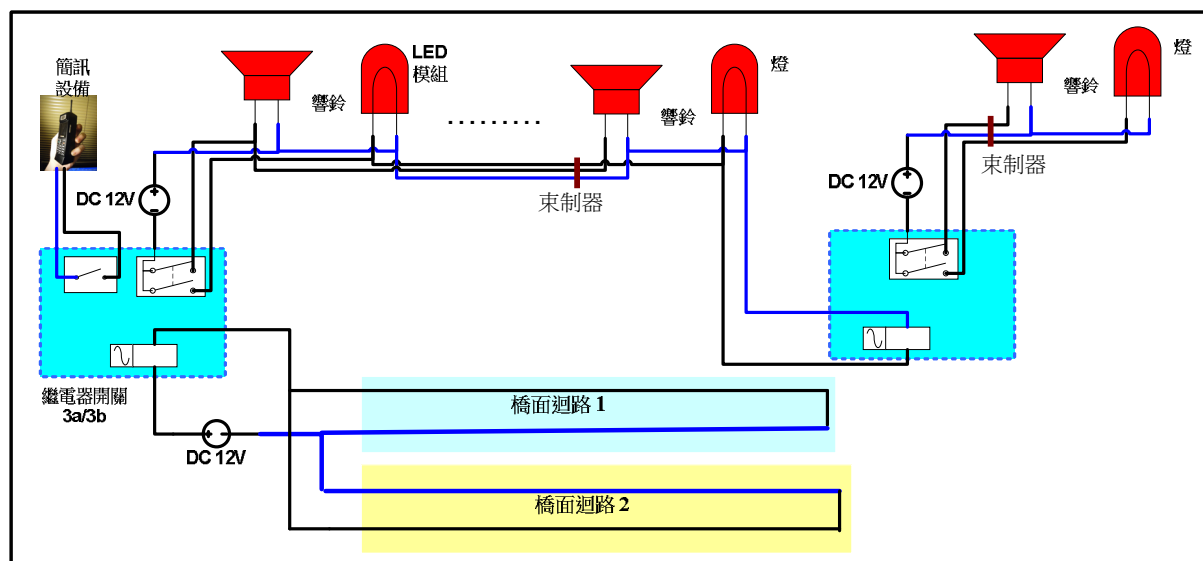 簡訊
設備
LED
模組
響鈴
.........
響鈴
燈
響鈴
燈
DC 12V
束制器
DC 12V
束制器
繼電器開關
3a/3b
DC 12V
橋面迴路 1
橋面迴路 2